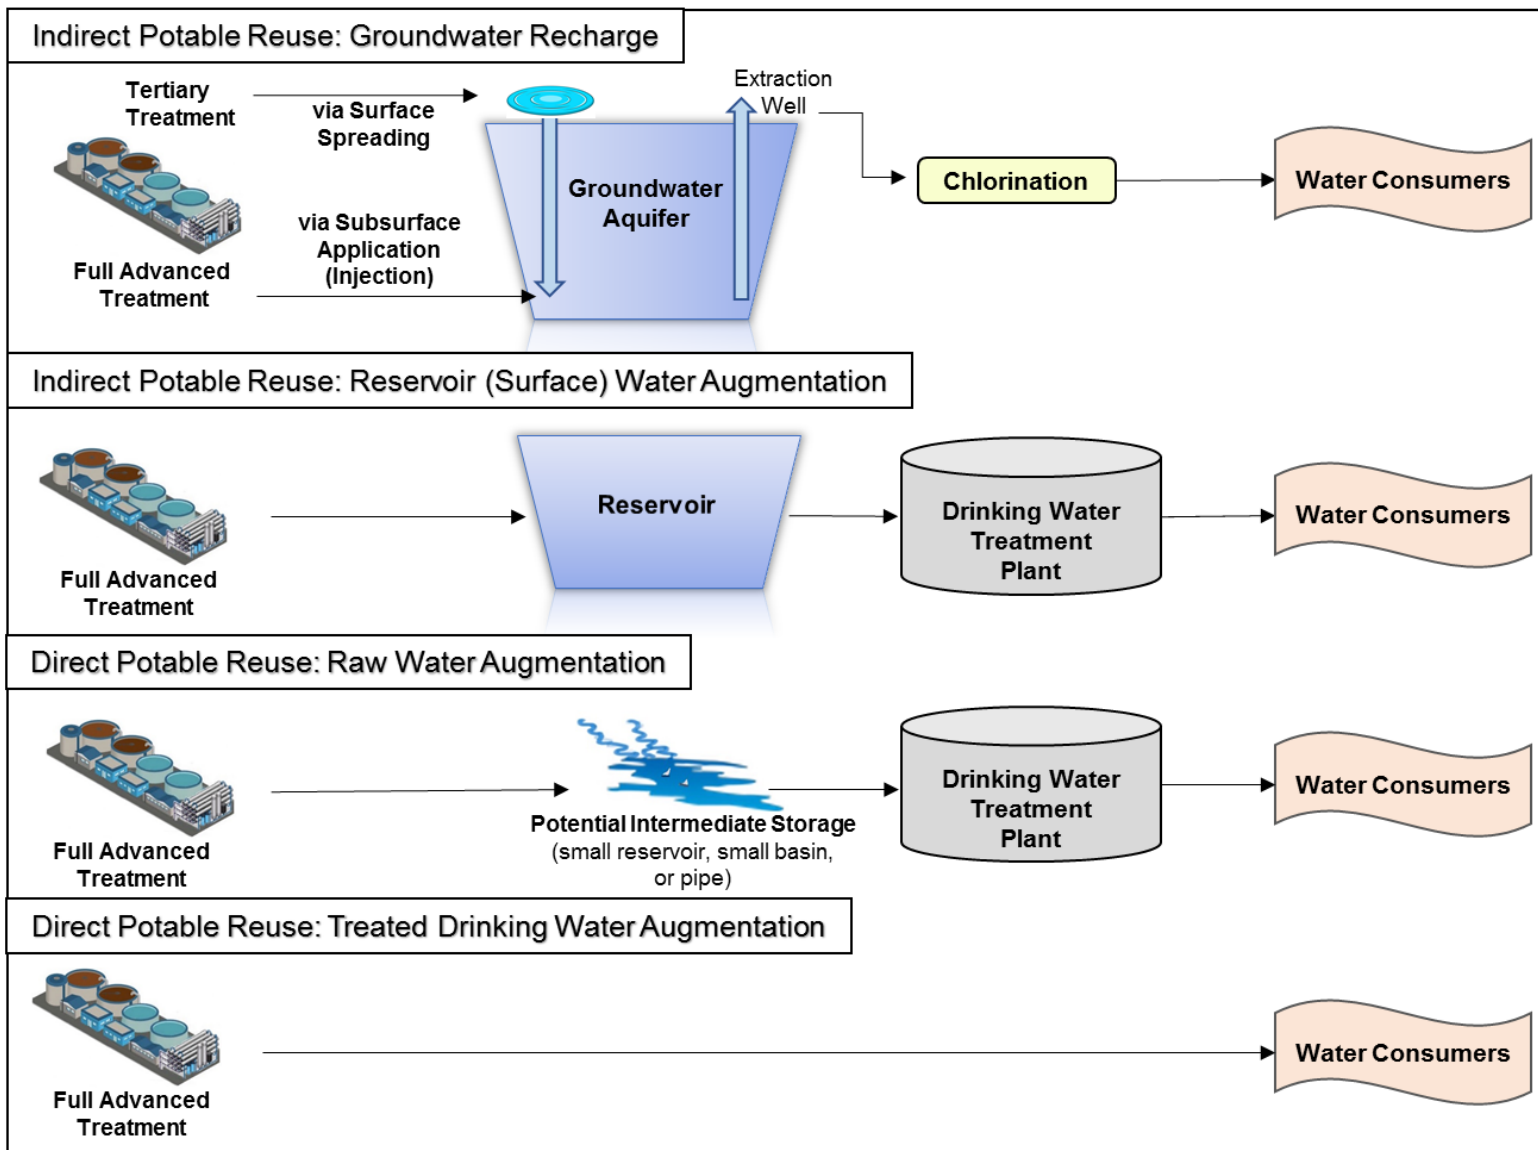 Indirect Potable Reuse: Groundwater Recharge
Tertiary
Treatment
via Surface
Spreading
Extraction
Well
Groundwater
Aquifer
Chlorination
Water Consumers
via Subsurface
Application
(Injection)
Full Advanced
Treatment
Indirect Potable Reuse: Reservoir (Surface) Water Augmentation
Full Advanced
Treatment
Reservoir
Drinking Water
Treatment
Plant
Water Consumers
Direct Potable Reuse: Raw Water Augmentation
Full Advanced
Treatment
Potential Intermediate Storage
(small reservoir, small basin,
or pipe)
Drinking Water
Treatment
Plant
Water Consumers
Direct Potable Reuse: Treated Drinking Water Augmentation
Full Advanced
Treatment
Water Consumers